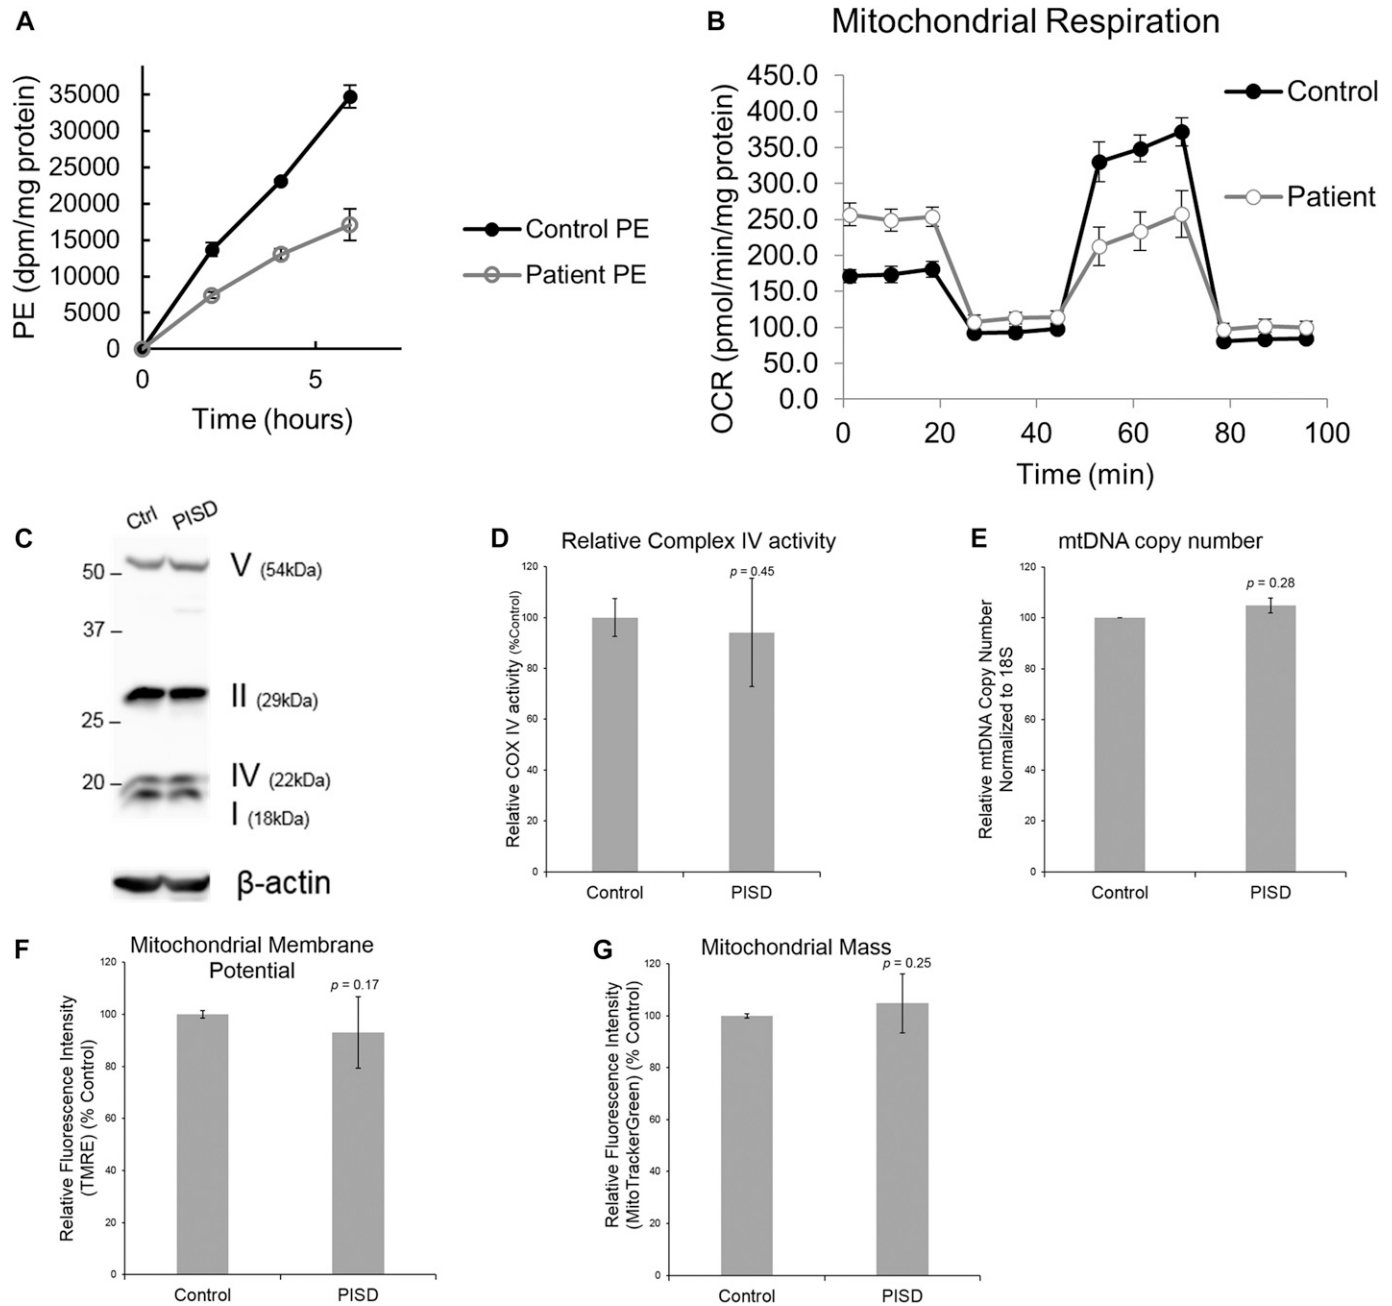 A
PE (dpm/mg protein)
35000
30000
25000
20000
15000
10000
5000
0
0
5
Time (hours)
Control PE
Patient PE
B
Mitochondrial Respiration
OCR (pmol/min/mg protein)
450.0
400.0
350.0
300.0
250.0
200.0
150.0
100.0
50.0
0.0
0
20
40
60
80
100
Time (min)
Control
Patient
C
Ctrl
PISD
50
37
25
20
V (54kDa)
II (29kDa)
IV (22kDa)
I (18kDa)
β-actin
D
Relative Complex IV activity
Relative COX IV activity (%Control)
120
100
80
60
40
20
0
p = 0.45
Control
PISD
E
mtDNA copy number
Relative mtDNA Copy Number
Normalized to 18S
120
100
80
60
40
20
0
p = 0.28
Control
PISD
F
Mitochondrial Membrane
Potential
Relative Fluorescence Intensity
(TMRE) (% Control)
120
100
80
60
40
20
0
p = 0.17
Control
PISD
G
Mitochondrial Mass
Relative Fluorescence Intensity
(MitoTrackerGreen) (% Control)
120
100
80
60
40
20
0
p = 0.25
Control
PISD